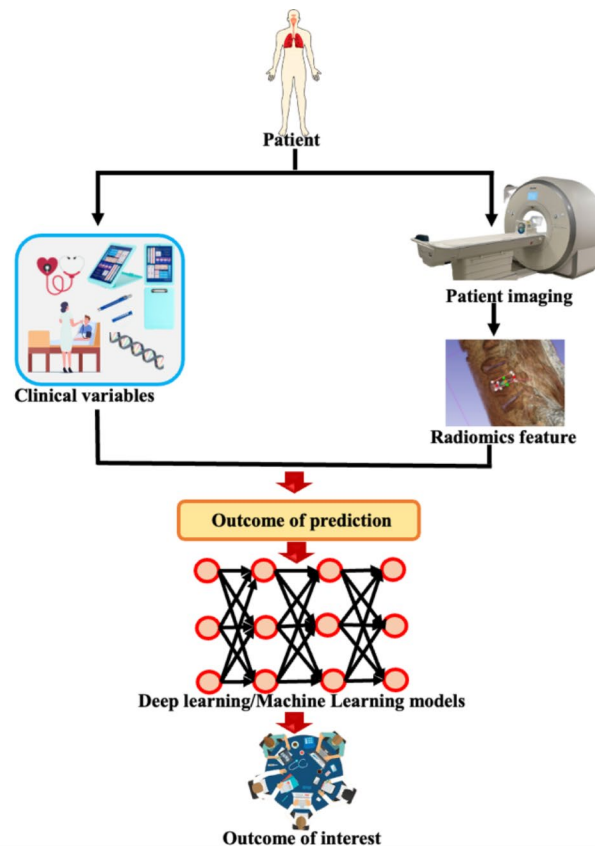 Patient
Patient imaging
Clinical variables
Radiomics feature
Outcome of prediction
Deep learning/Machine Learning models
Outcome of interest